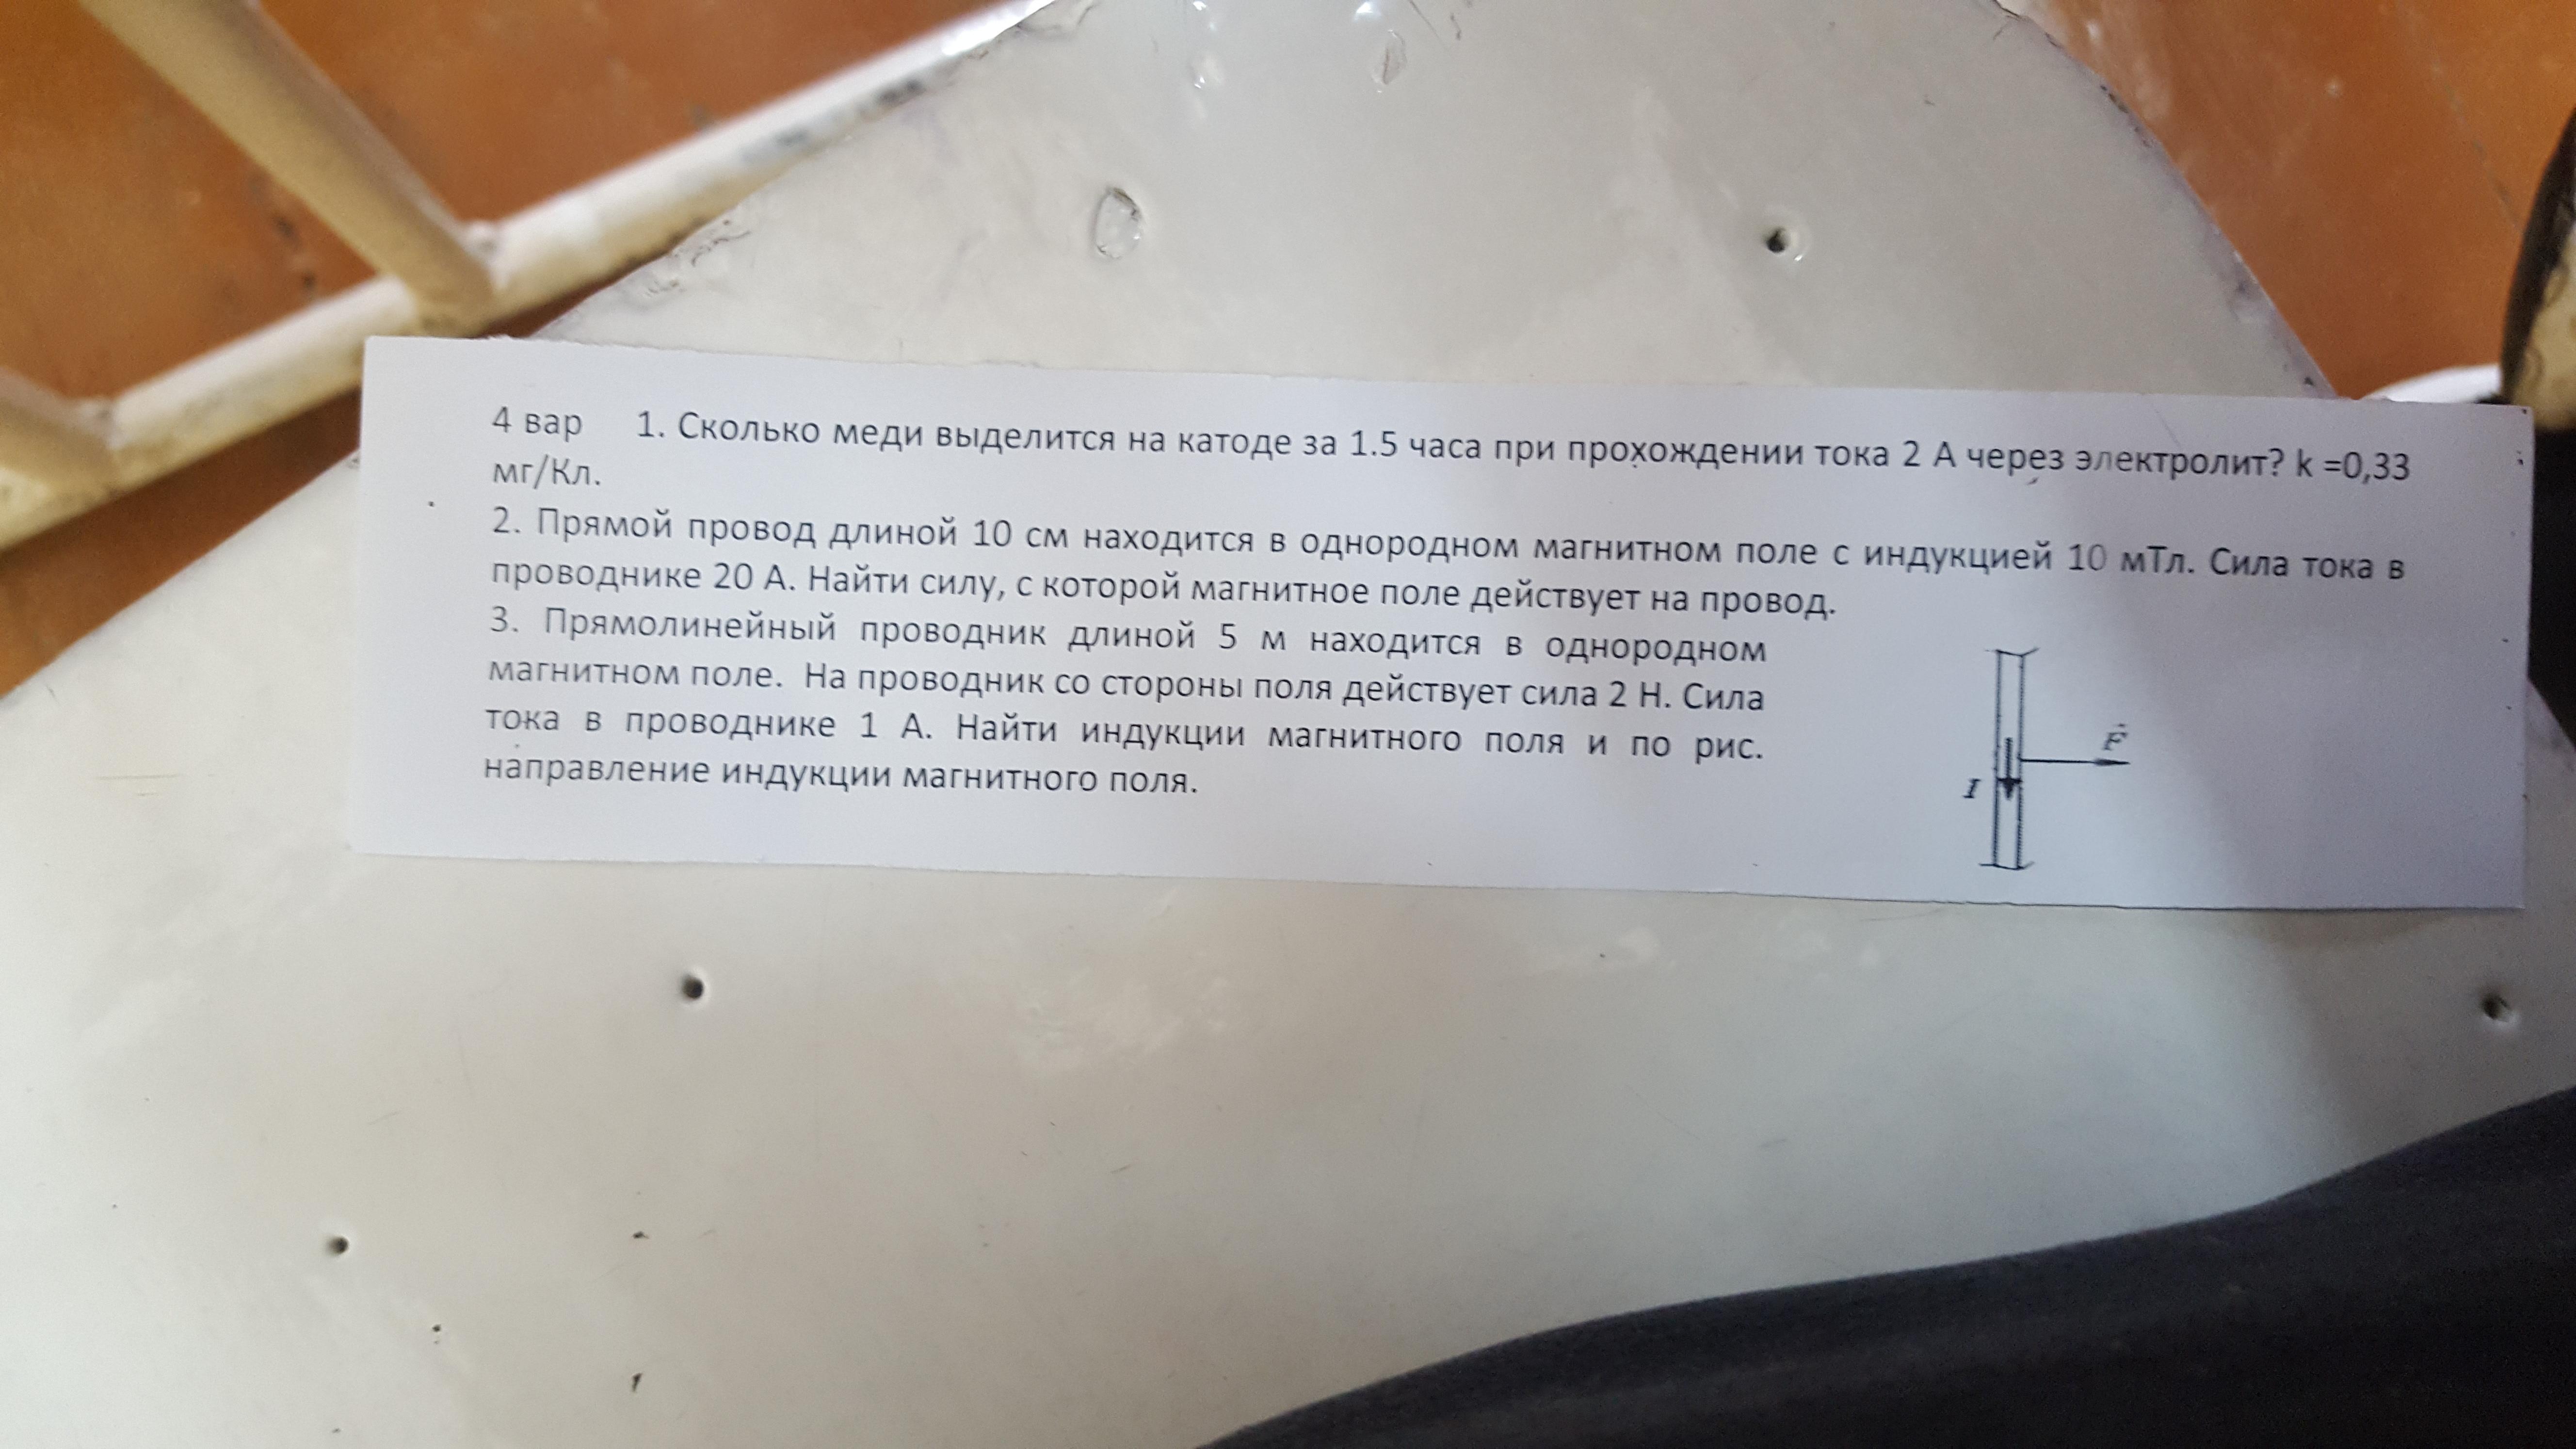 4 вар 1. Сколько меди выделится на катоде за 1.5 часа при прохождении тока 2 А через электролит? k =0,33
мг/Кл.
2. Прямой провод длиной 10 см находится в однородном магнитном поле с индукцией 10 мТл. Сила тока в
проводнике 20 А. Найти силу, с которой магнитное поле действует на провод.
3. Прямолинейный проводник длиной 5 м находится в однородном
магнитном поле. На проводник со стороны поля действует сила 2 Н. Сила
тока в проводнике 1 А. Найти индукции магнитного поля и по рис.
направление индукции магнитного поля.
F
I